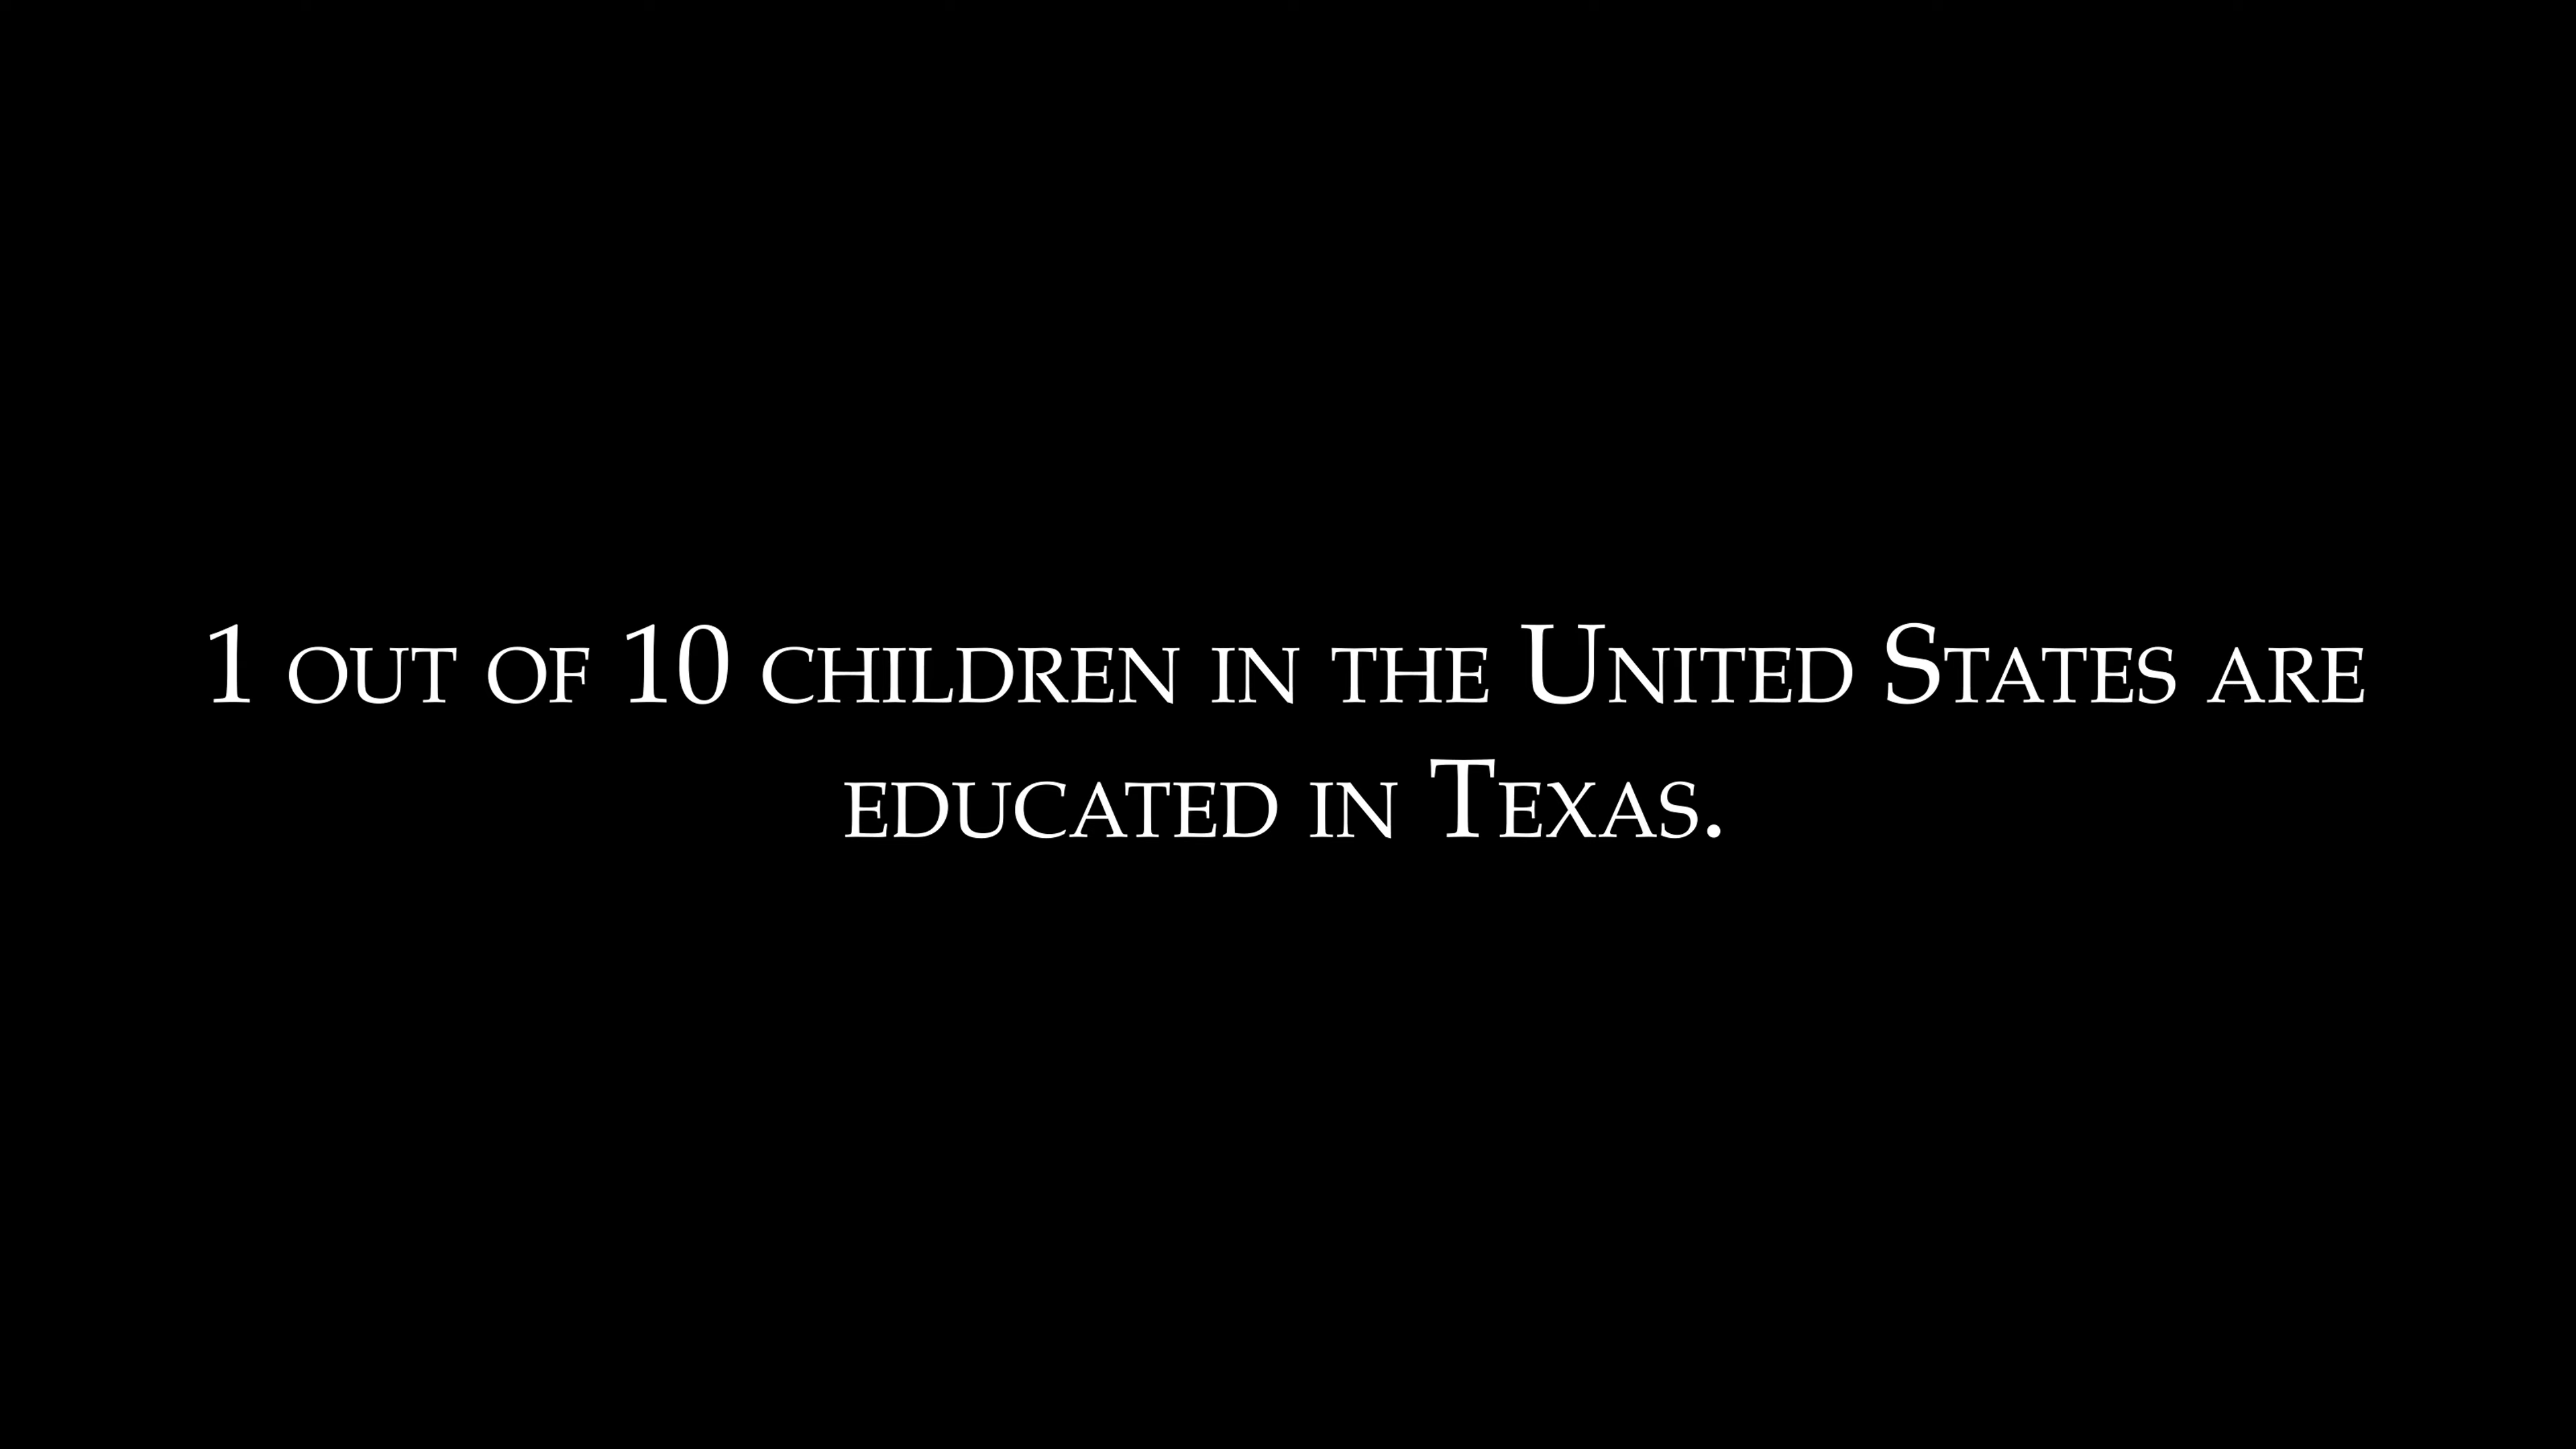 1 out of 10 children in the United States are
educated in Texas.